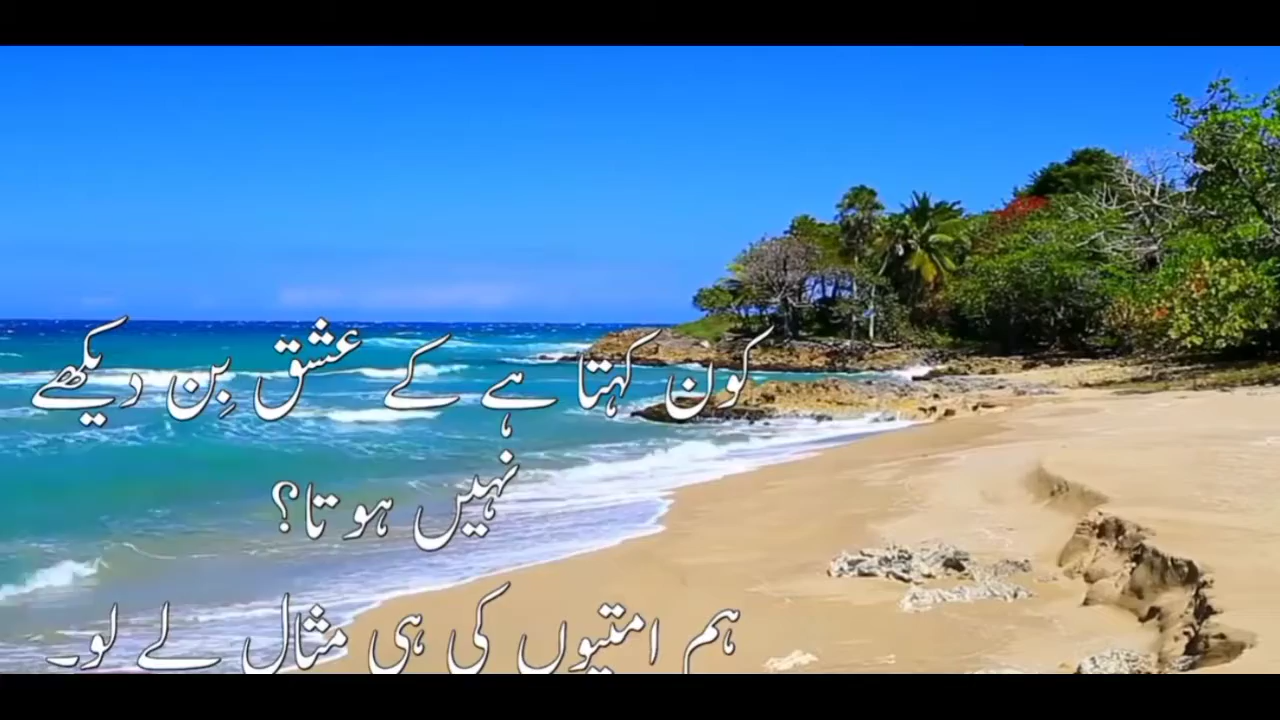 کون کہتا ہے کے عشق بِن دیکھے
نہیں ہوتا؟
ہم امتیوں کی ہی مثال لے لو۔